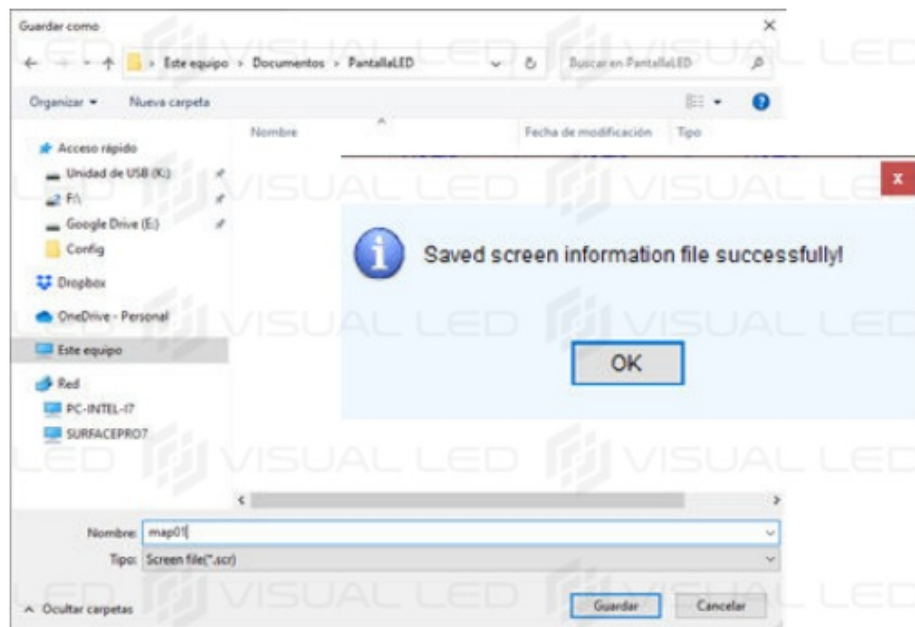 Guardar como
Este equipo > Documentos > PantallaLED
Buscar en PantallaLED
Organizar
Nueva carpeta
Nombre
Fecha de modificación
Tipo
Acceso rápido
Unidad de USB (K:)
F:\
Google Drive (E:)
Config
Dropbox
OneDrive - Personal
Este equipo
Red
PC-INTEL-I7
SURFACEPRO7
x
Saved screen information file successfully!
OK
Nombre: map01
Tipo: Screen file(*.scr)
Ocultar carpetas
Guardar
Cancelar
VISUAL LED